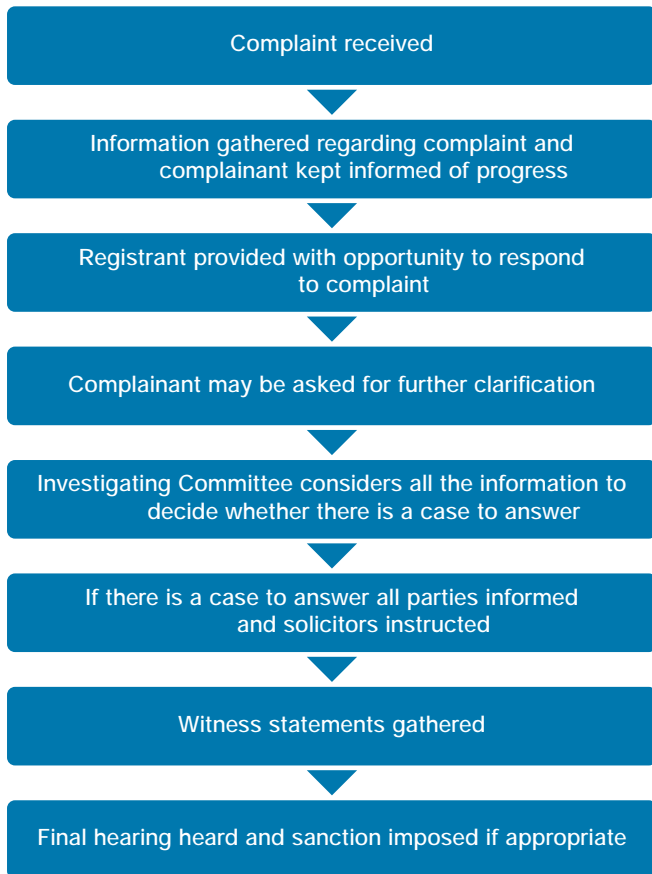 Complaint received
Information gathered regarding complaint and
complainant kept informed of progress
Registrant provided with opportunity to respond
to complaint
Complainant may be asked for further clarification
Investigating Committee considers all the information to
decide whether there is a case to answer
If there is a case to answer all parties informed
and solicitors instructed
Witness statements gathered
Final hearing heard and sanction imposed if appropriate